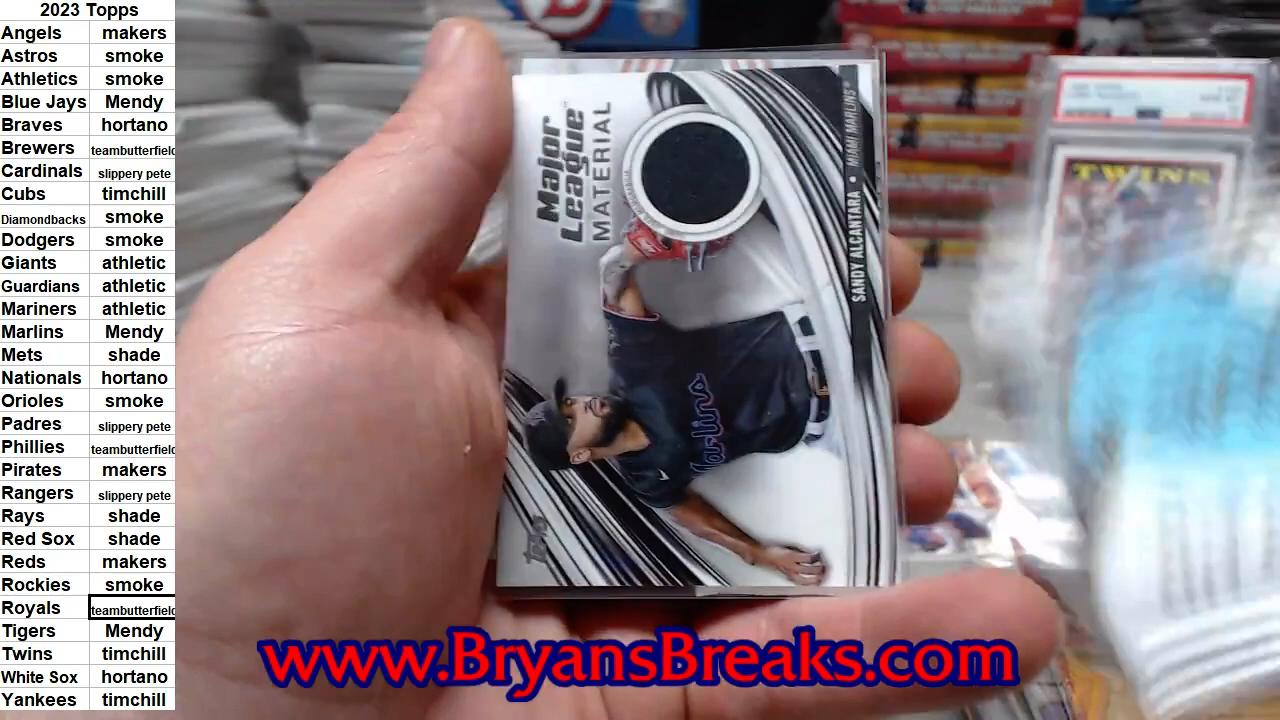 2023 Topps
Angels makers
Astros smoke
Athletics smoke
Blue Jays Mendy
Braves hortano
Brewers teambutterfield
Cardinals slippery pete
Cubs timchill
Diamondbacks smoke
Dodgers smoke
Giants athletic
Guardians athletic
Mariners athletic
Marlins Mendy
Mets shade
Nationals hortano
Orioles smoke
Padres slippery pete
Phillies teambutterfield
Pirates makers
Rangers slippery pete
Rays shade
Red Sox shade
Reds makers
Rockies smoke
Royals teambutterfield
Tigers Mendy
Twins timchill
White Sox hortano
Yankees timchill
Major
League
MATERIAL
SANDY ALCANTARA • MIAMI MARLINS
Marlins
Topps
TWINS
www.BryansBreaks.com